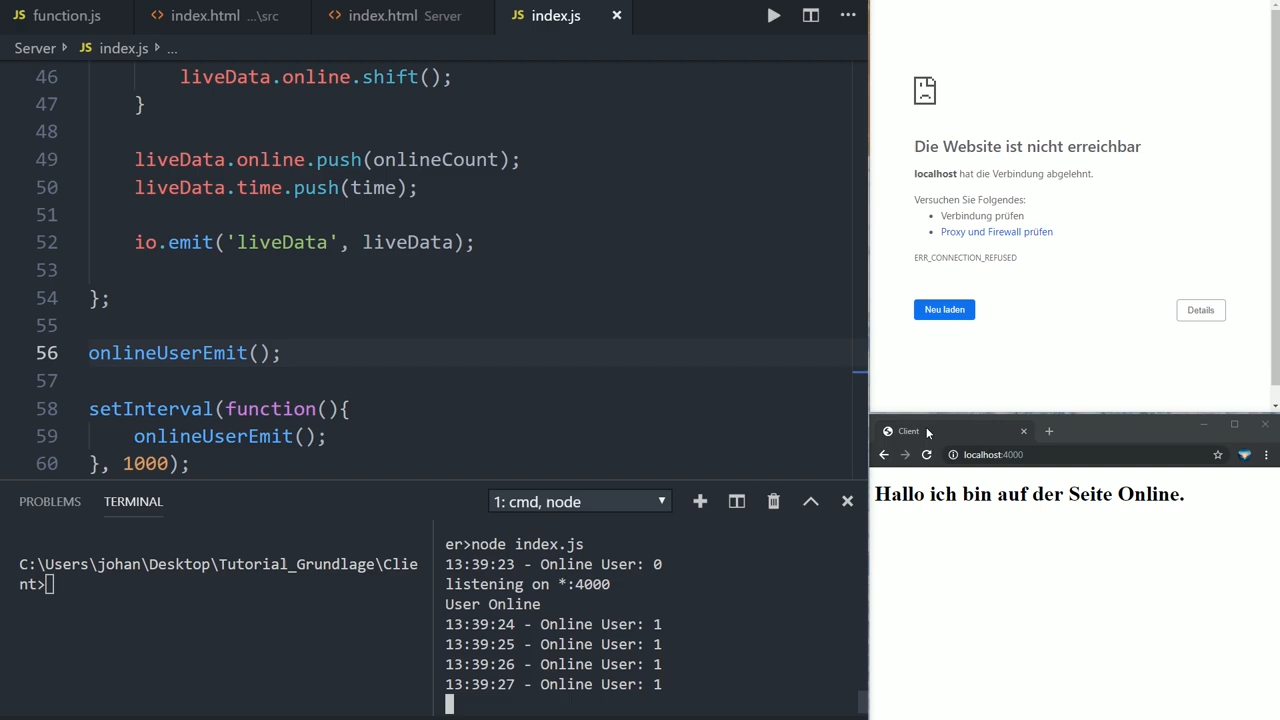 JS function.js
<> index.html ...\src
<> index.html Server
JS index.js
Server JS index.js ...
46 liveData.online.shift();
47 }
48
49 liveData.online.push(onlineCount);
50 liveData.time.push(time);
51
52 io.emit('liveData', liveData);
53
54 };
55
56 onlineUserEmit();
57
58 setInterval(function(){
59 onlineUserEmit();
60 }, 1000);
PROBLEMS TERMINAL 1: cmd, node
C:\Users\johan\Desktop\Tutorial_Grundlage\Clie
nt>
er>node index.js
13:39:23 - Online User: 0
listening on *:4000
User Online
13:39:24 - Online User: 1
13:39:25 - Online User: 1
13:39:26 - Online User: 1
13:39:27 - Online User: 1
Die Website ist nicht erreichbar
localhost hat die Verbindung abgelehnt.
Versuchen Sie Folgendes:
• Verbindung prüfen
• Proxy und Firewall prüfen
ERR_CONNECTION_REFUSED
Neu laden Details
Client
localhost:4000
Hallo ich bin auf der Seite Online.